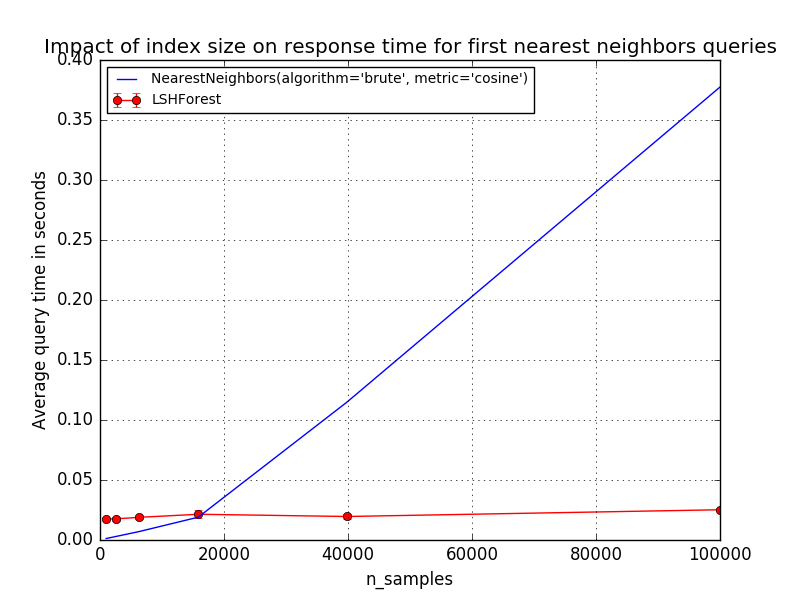 Impact of index size on response time for first nearest neighbors queries
NearestNeighbors(algorithm='brute', metric='cosine')
LSHForest
Average query time in seconds
0.40
0.35
0.30
0.25
0.20
0.15
0.10
0.05
0.00
0 20000 40000 60000 80000 100000
n_samples